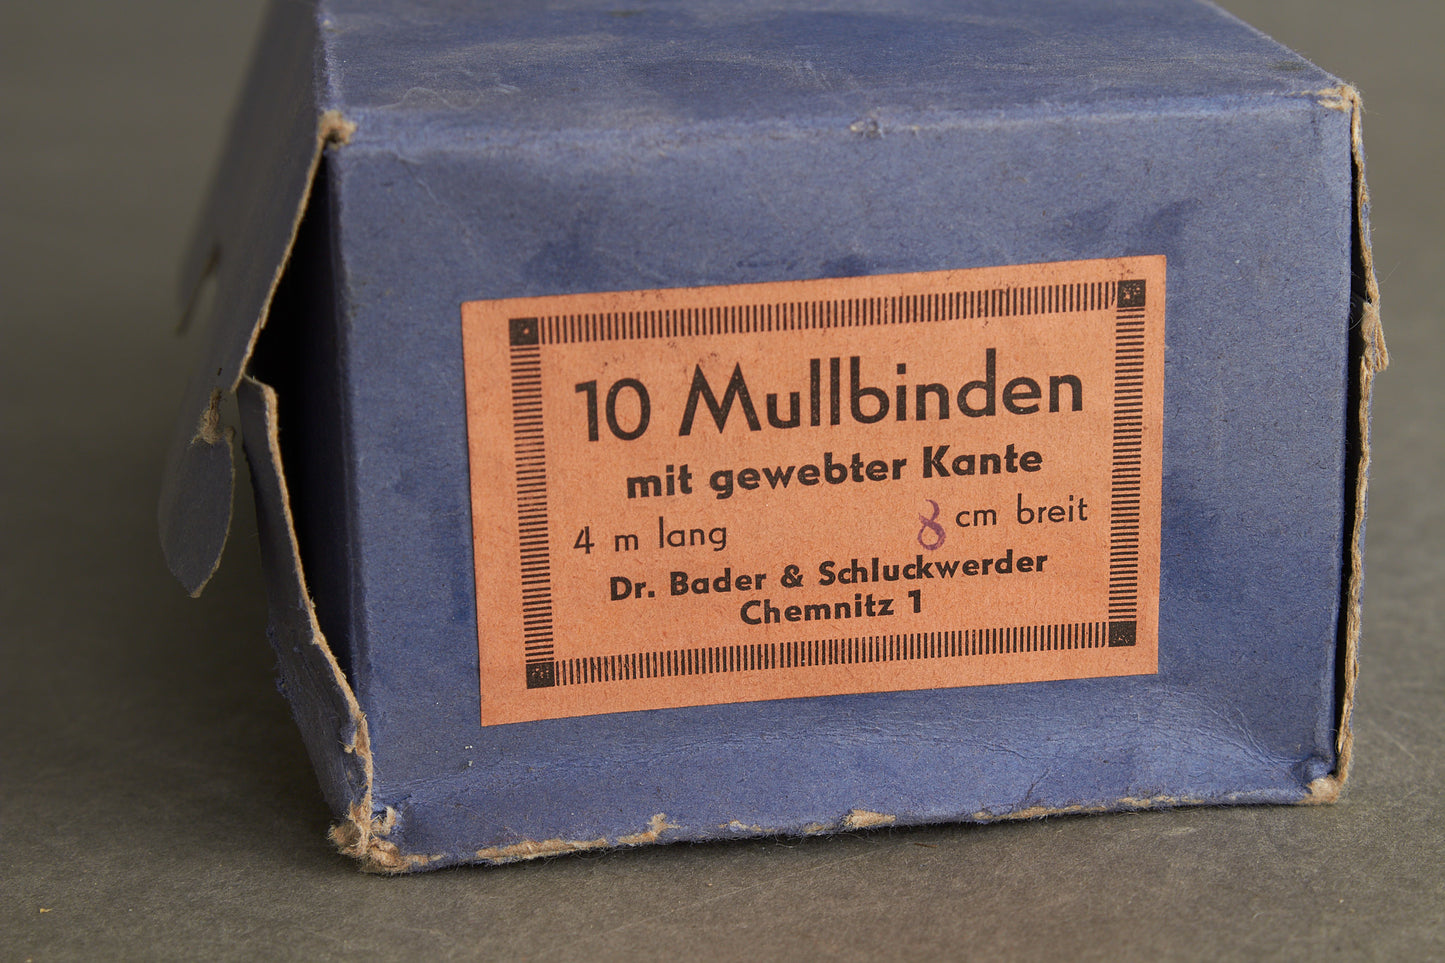 10 Mullbinden
mit gewebter Kante
4 m lang 8 cm breit
Dr. Bader & Schluckwerder
Chemnitz 1